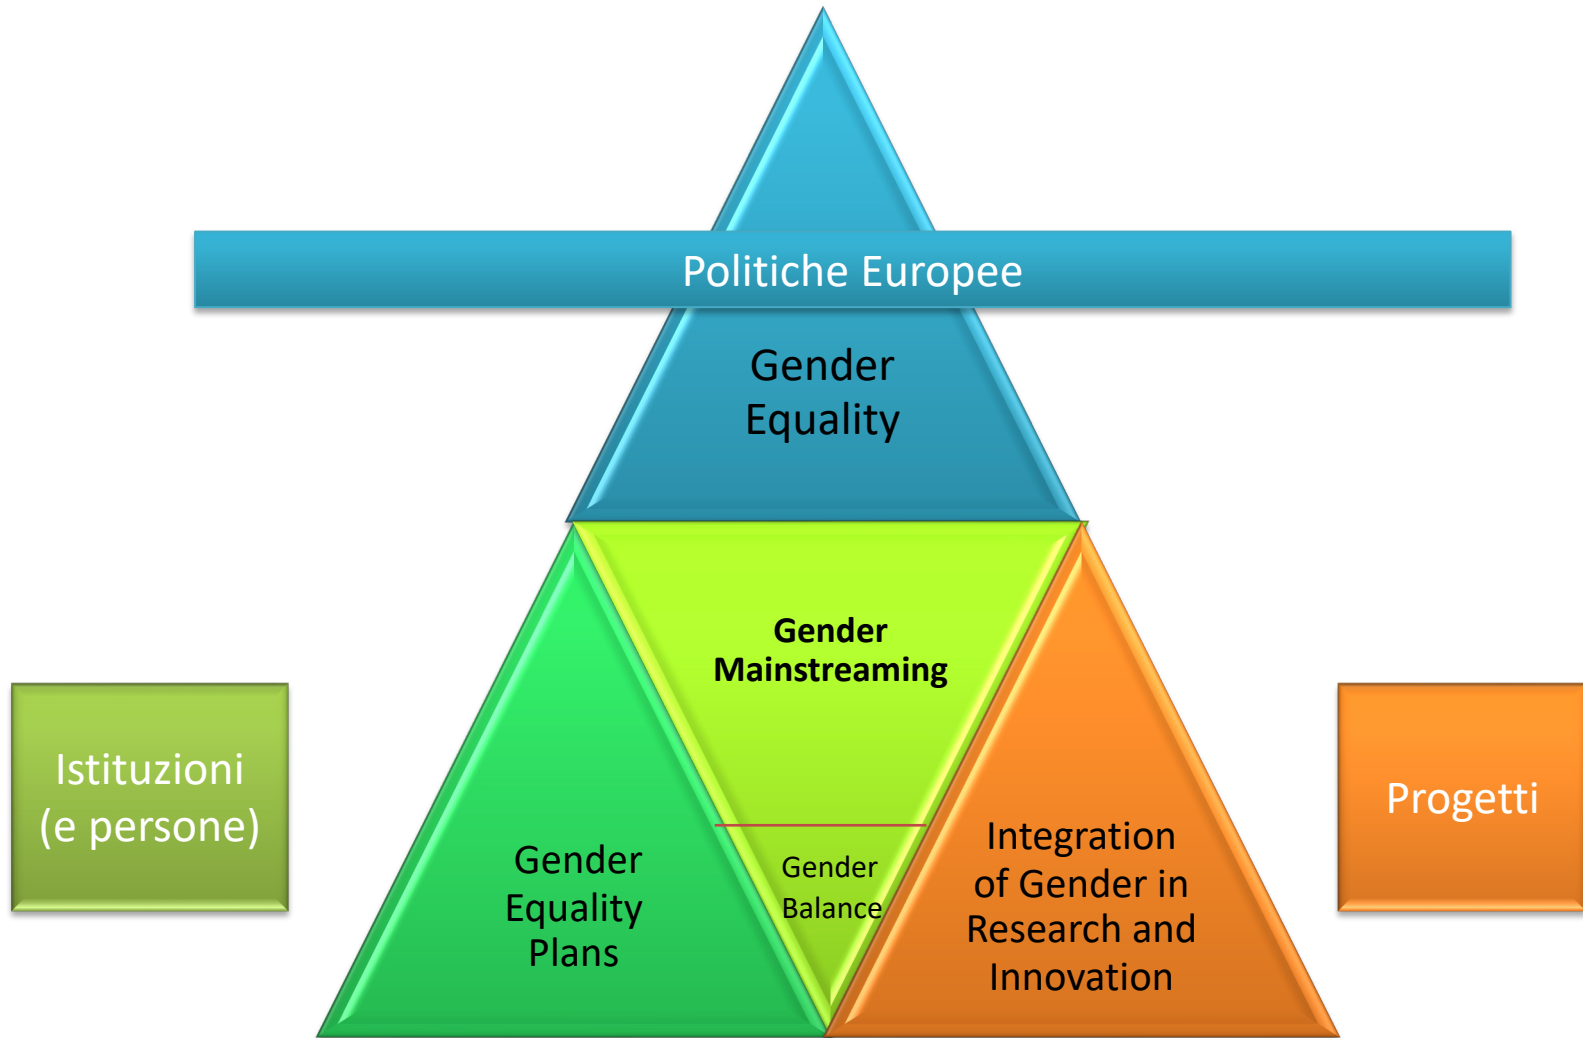 Politiche Europee
Gender
Equality
Gender
Mainstreaming
Istituzioni
(e persone)
Gender
Equality
Plans
Gender
Balance
Integration
of Gender in
Research and
Innovation
Progetti